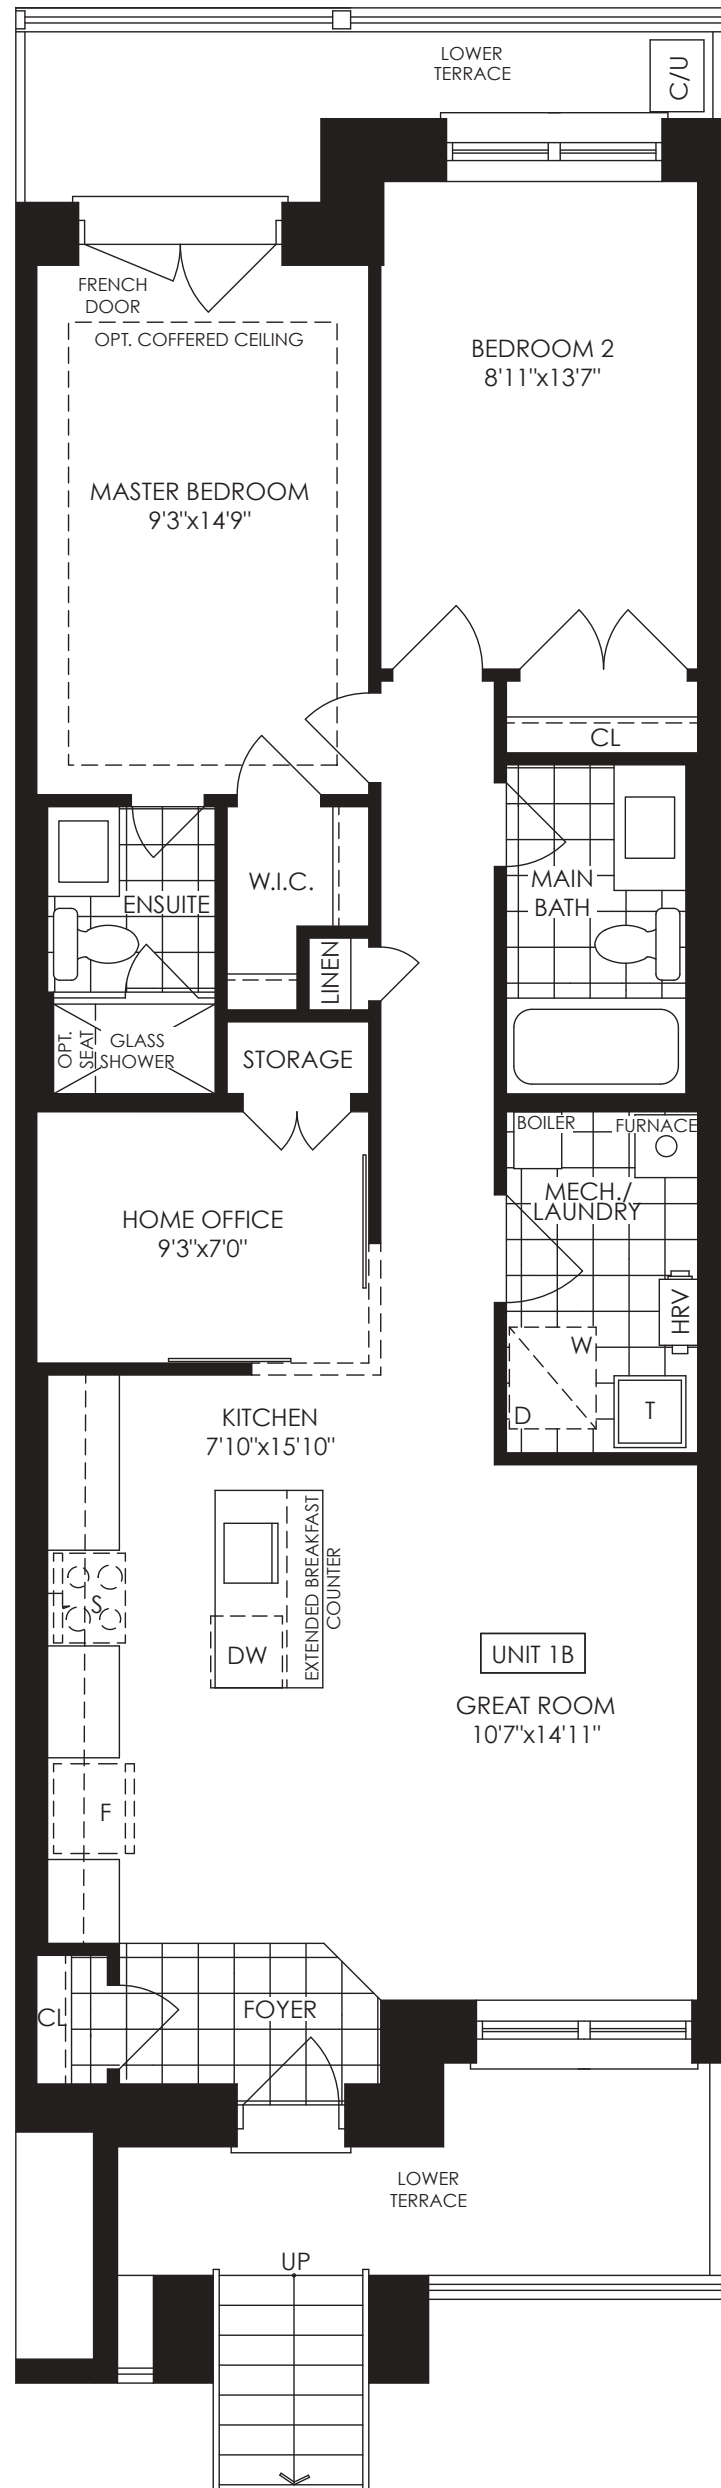 LOWER
TERRACE
C/U
FRENCH
DOOR
OPT. COFFERED CEILING
BEDROOM 2
8'11"x13'7"
MASTER BEDROOM
9'3"x14'9"
CL
W.I.C.
ENSUITE
MAIN
BATH
LINEN
OPT.
SEAT
GLASS
SHOWER
STORAGE
BOILER
FURNACE
MECH./
LAUNDRY
HOME OFFICE
9'3"x7'0"
HRV
W
D
T
KITCHEN
7'10"x15'10"
EXTENDED BREAKFAST
COUNTER
S
DW
UNIT 1B
GREAT ROOM
10'7"x14'11"
F
FOYER
CL
LOWER
TERRACE
UP